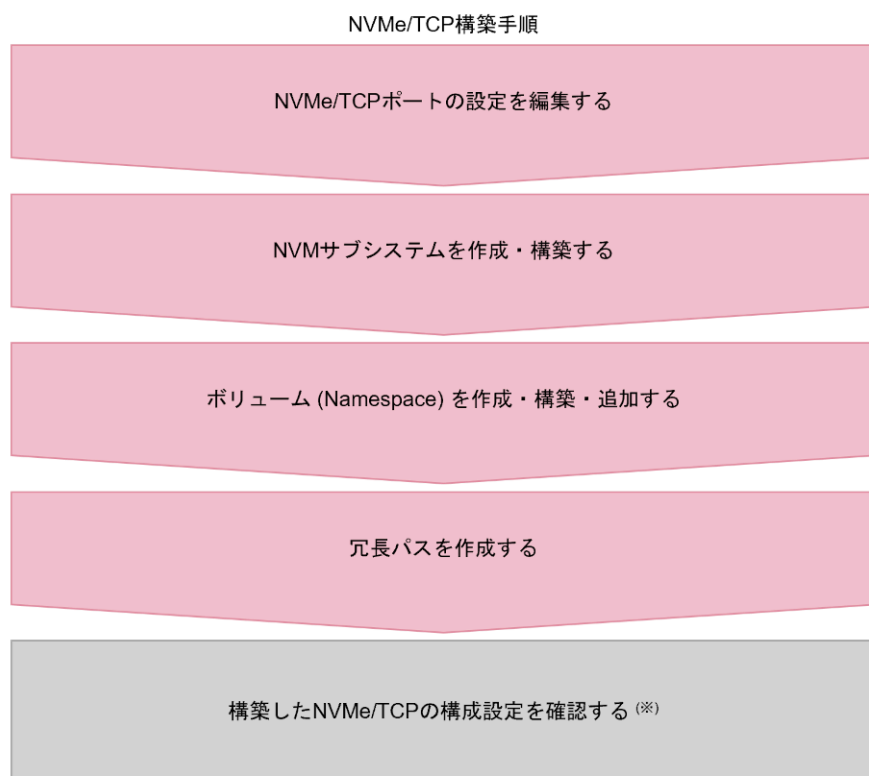 NVMe/TCP構築手順
NVMe/TCPポートの設定を編集する
NVMサブシステムを作成・構築する
ボリューム (Namespace) を作成・構築・追加する
冗長パスを作成する
構築したNVMe/TCPの構成設定を確認する (※)